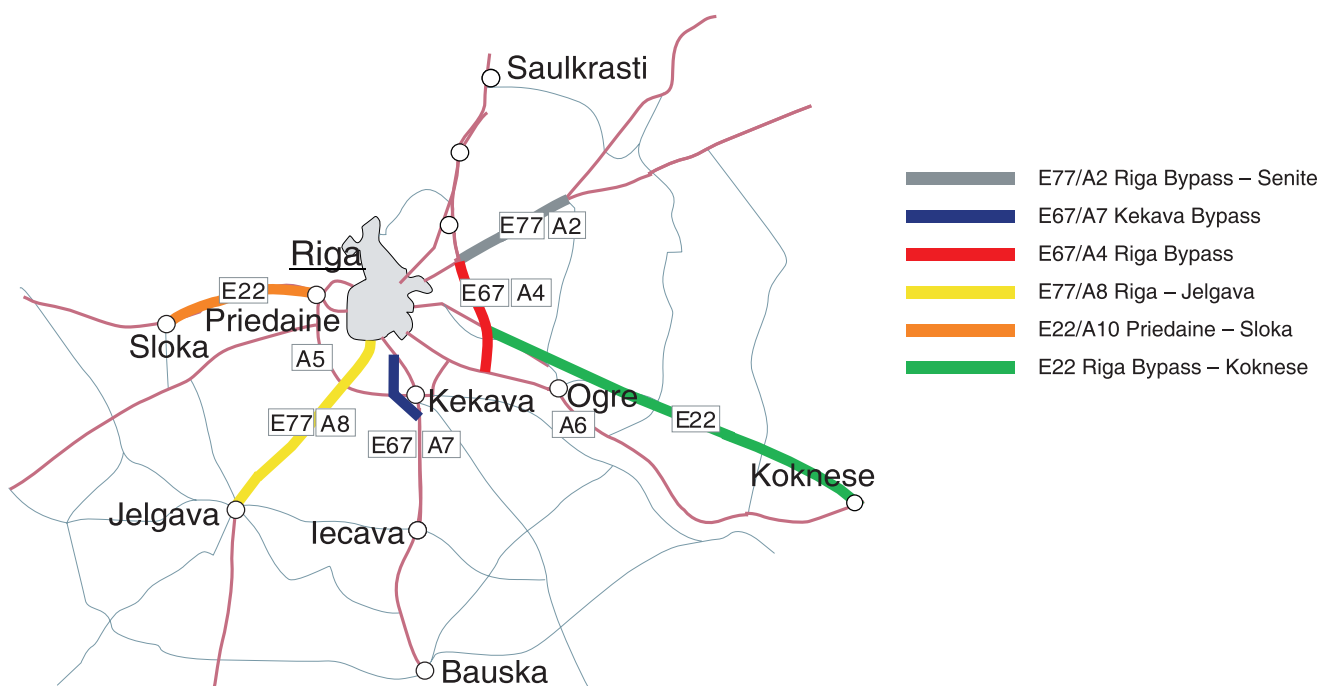 Saulkrasti
E77 A2
Riga
E22
E67 A4
Priedaine
Sloka
A5
Kekava
Ogre
E77 A8
E67 A7
A6
E22
Koknese
Jelgava
Iecava
Bauska
E77/A2 Riga Bypass – Senite
E67/A7 Kekava Bypass
E67/A4 Riga Bypass
E77/A8 Riga – Jelgava
E22/A10 Priedaine – Sloka
E22 Riga Bypass – Koknese